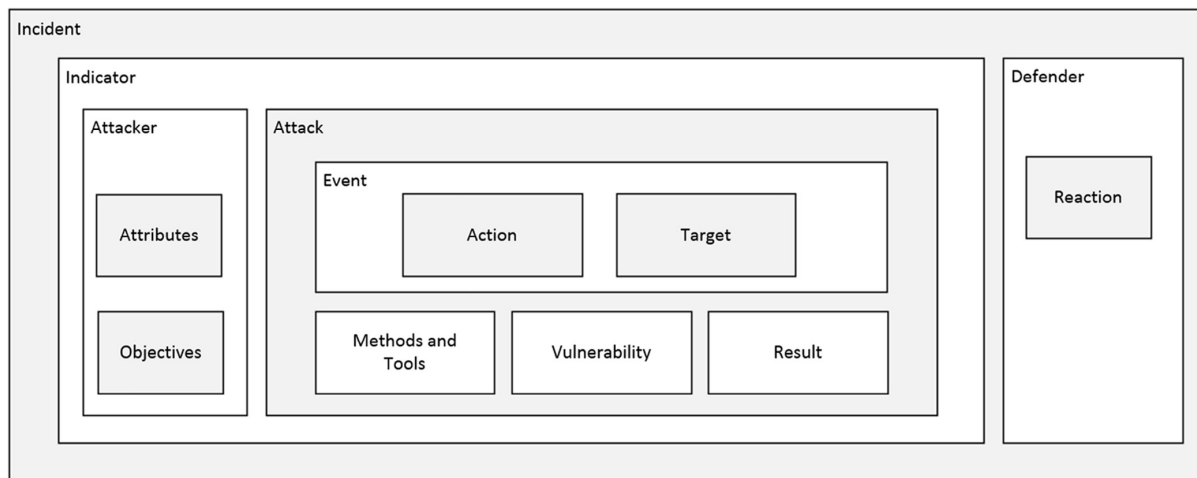 Incident
Indicator
Defender
Attacker
Attack
Event
Reaction
Attributes
Action
Target
Objectives
Methods and
Tools
Vulnerability
Result